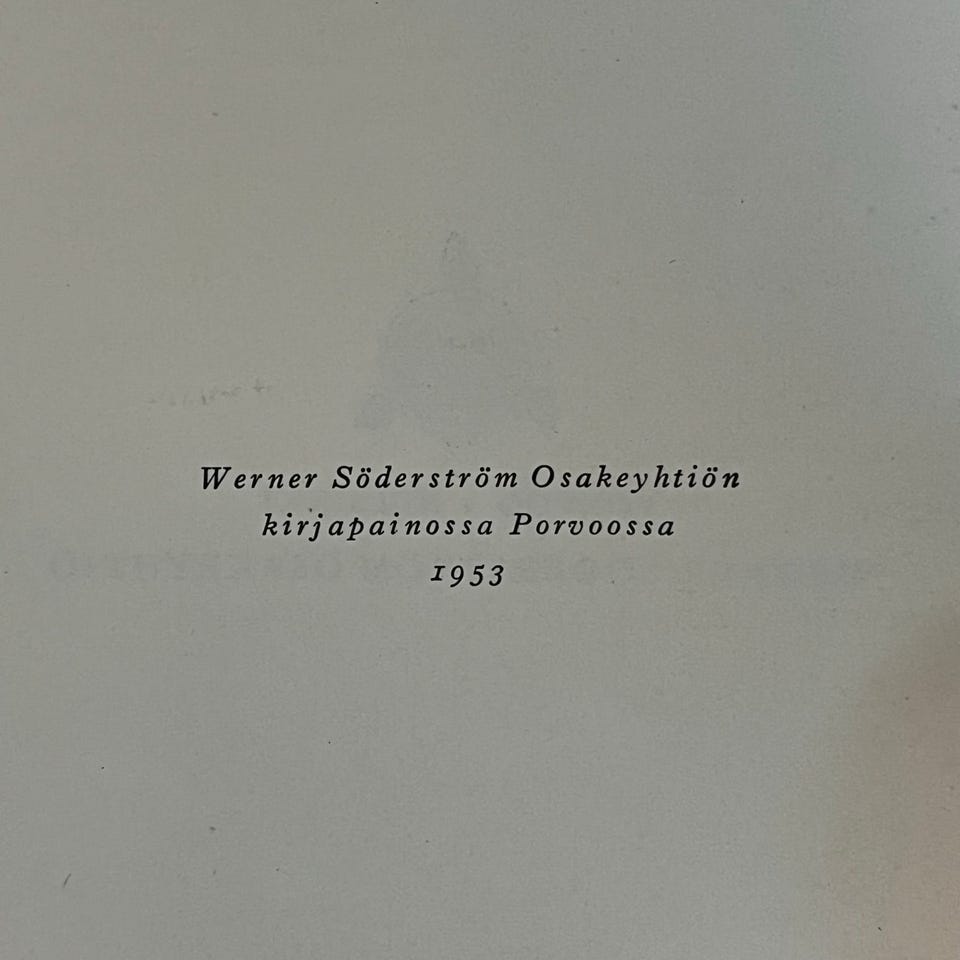 Werner Söderström Osakeyhtiön
kirjapainossa Porvoossa
1953